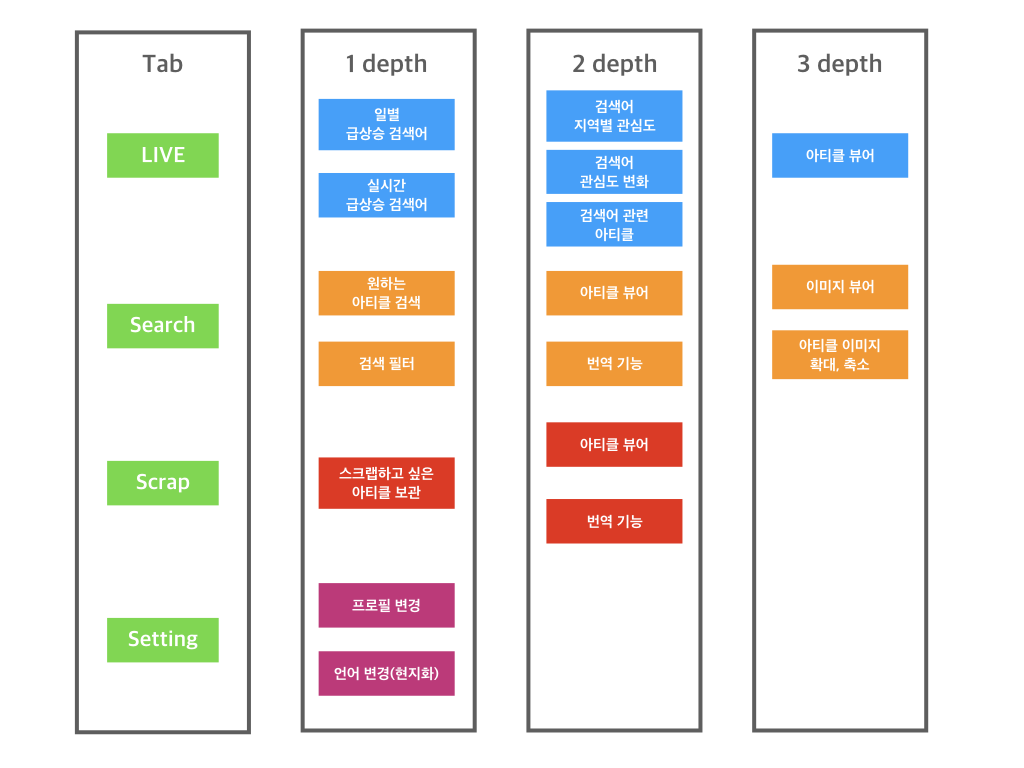 Tab
LIVE
Search
Scrap
Setting
1 depth
일별
급상승 검색어
실시간
급상승 검색어
원하는
아티클 검색
검색 필터
스크랩하고 싶은
아티클 보관
프로필 변경
언어 변경(현지화)
2 depth
검색어
지역별 관심도
검색어
관심도 변화
검색어 관련
아티클
아티클 뷰어
번역 기능
아티클 뷰어
번역 기능
3 depth
아티클 뷰어
이미지 뷰어
아티클 이미지
확대, 축소